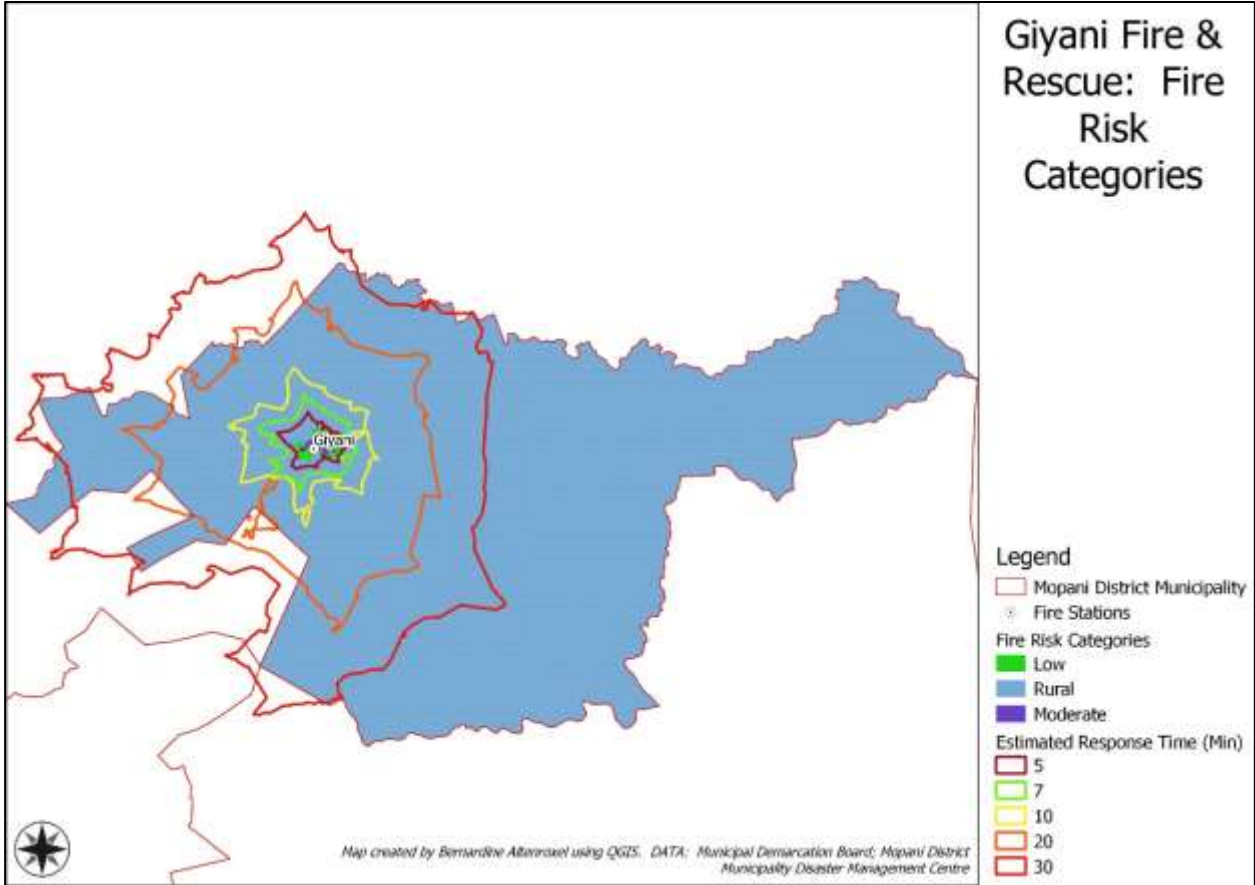 Giyani Fire &
Rescue: Fire
Risk
Categories
Giyani
Legend
Mopani District Municipality
Fire Stations
Fire Risk Categories
Low
Rural
Moderate
Estimated Response Time (Min)
5
7
10
20
30
Map created by Bernardine Altenroxel using QGIS. DATA: Municipal Demarcation Board; Mopani District
Municipality Disaster Management Centre